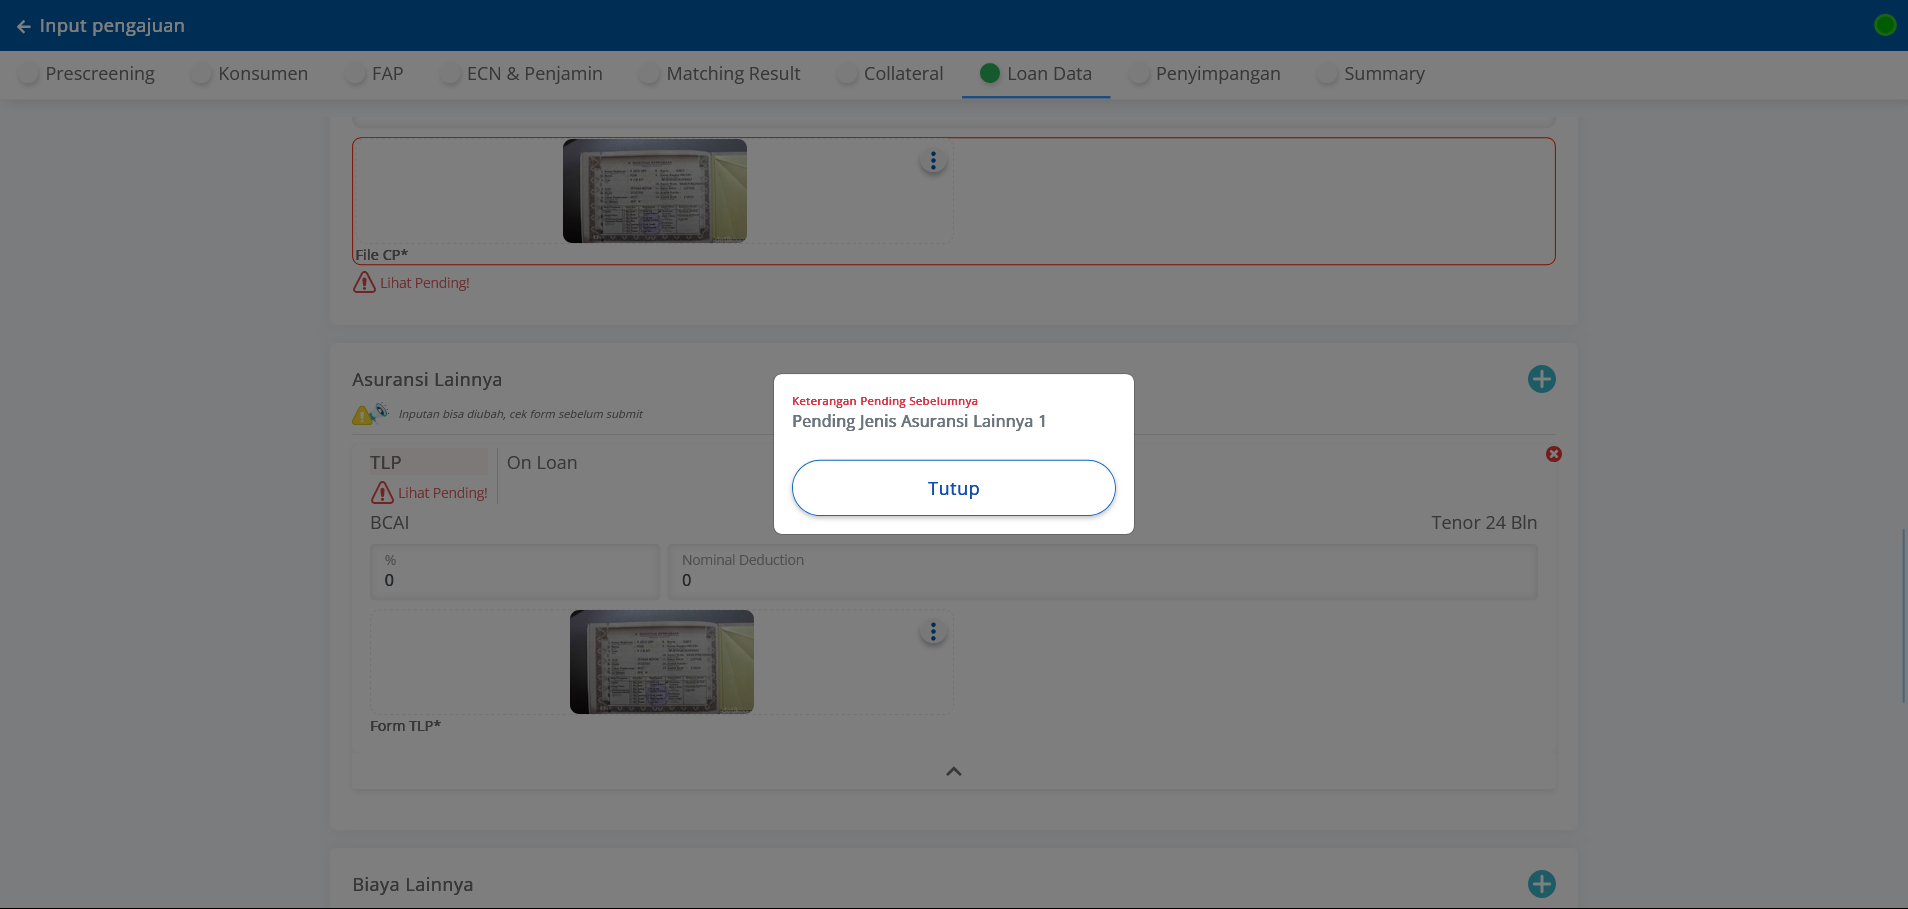 Input pengajuan
Prescreening
Konsumen
FAP
ECN & Penjamin
Matching Result
Collateral
Loan Data
Penyimpangan
Summary
File CP*
Lihat Pending!
Asuransi Lainnya
Inputan bisa diubah, cek form sebelum submit
Keterangan Pending Sebelumnya
Pending Jenis Asuransi Lainnya 1
Tutup
TLP
On Loan
Lihat Pending!
BCAI
Tenor 24 Bln
%
0
Nominal Deduction
0
Form TLP*
Biaya Lainnya